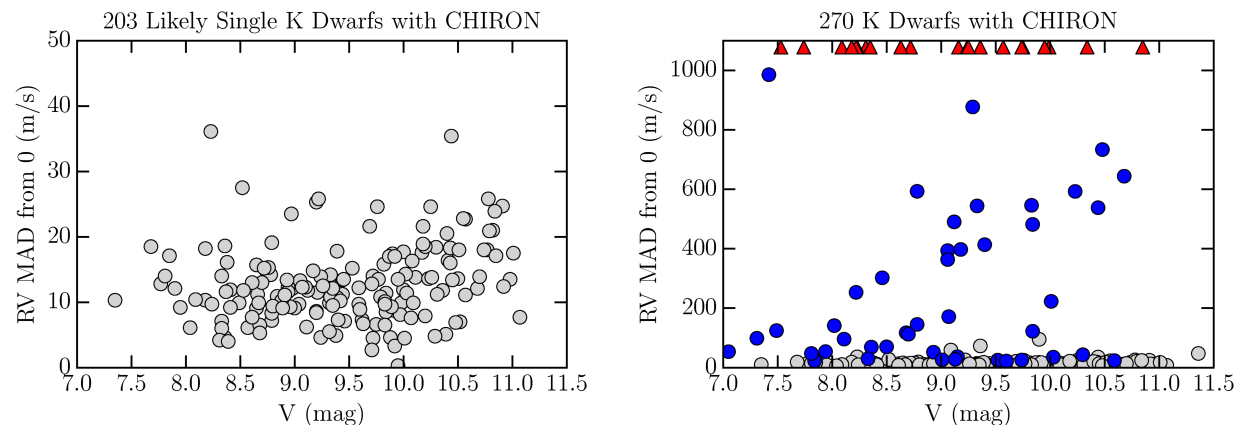 203 Likely Single K Dwarfs with CHIRON
50
40
30
20
10
0
RV MAD from 0 (m/s)
7.0 7.5 8.0 8.5 9.0 9.5 10.0 10.5 11.0 11.5
V (mag)
270 K Dwarfs with CHIRON
1000
800
600
400
200
0
RV MAD from 0 (m/s)
7.0 7.5 8.0 8.5 9.0 9.5 10.0 10.5 11.0 11.5
V (mag)